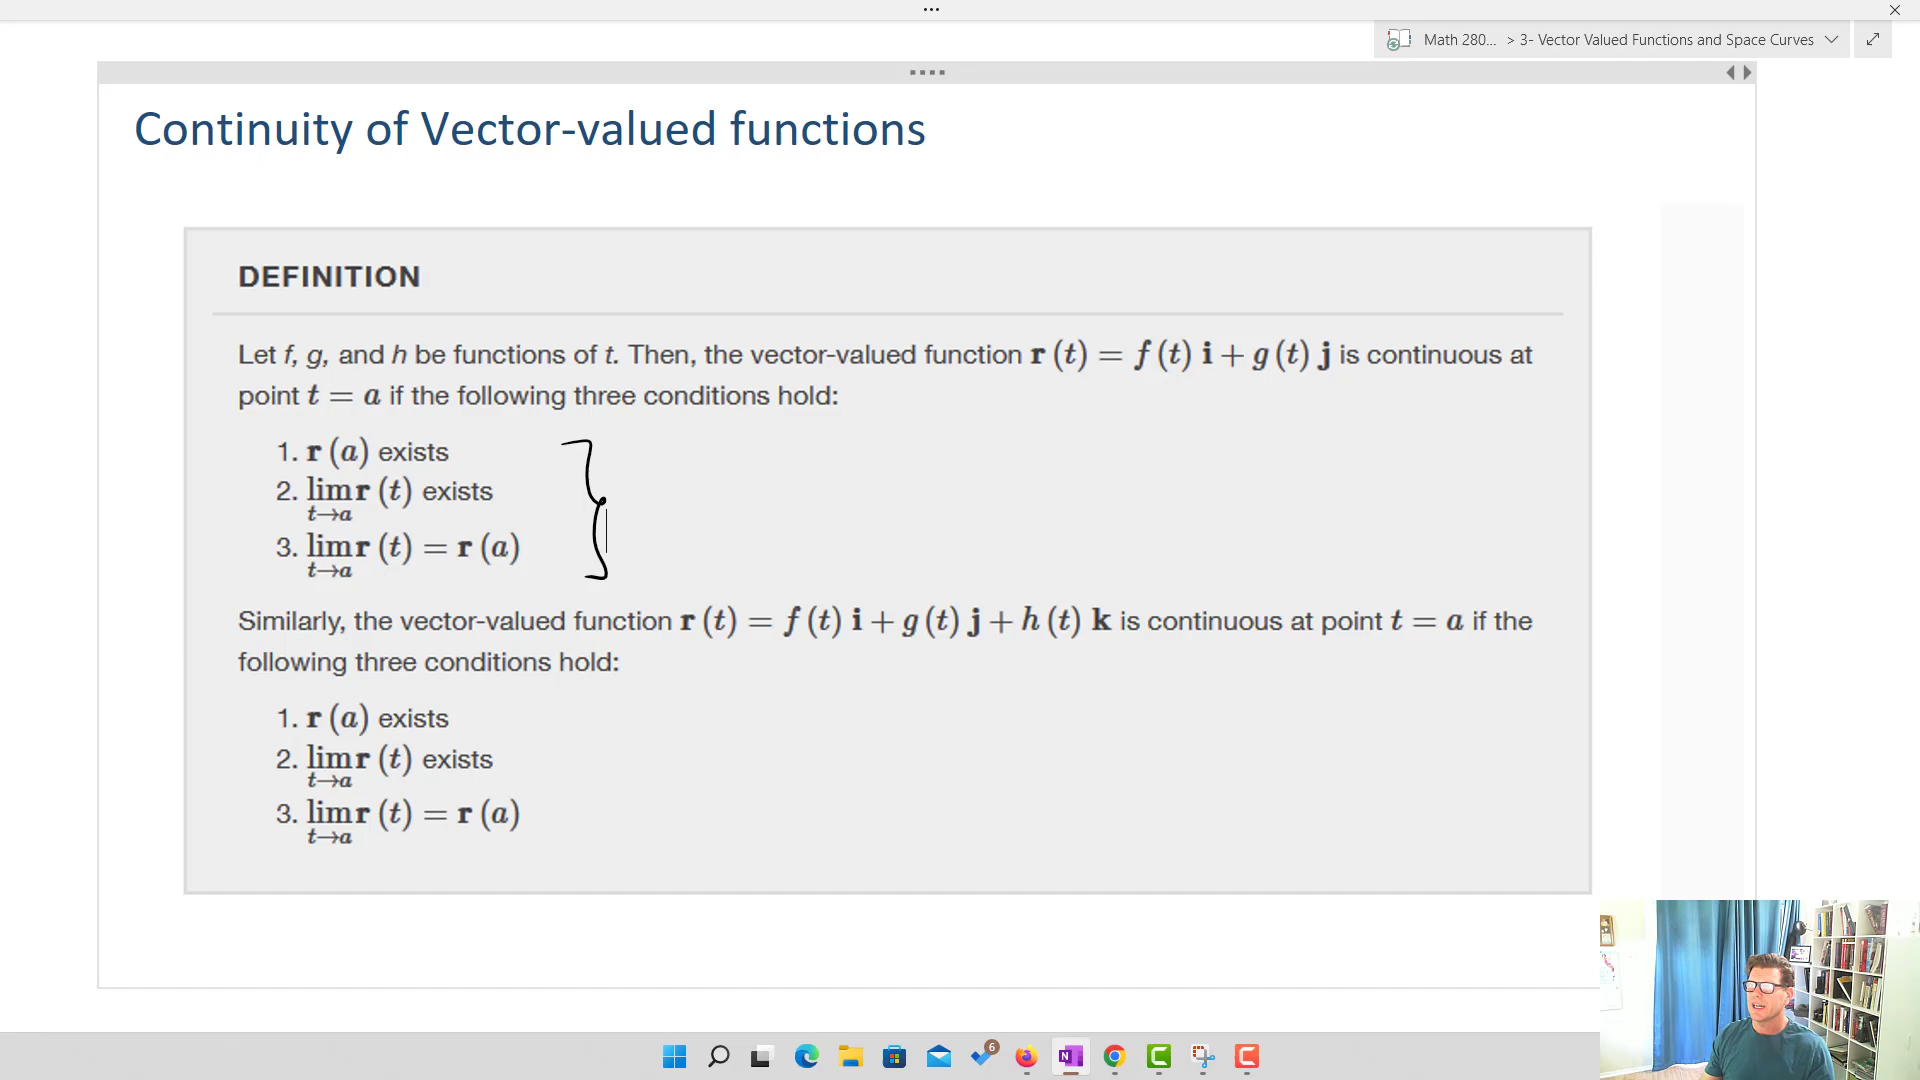 Math 280... > 3- Vector Valued Functions and Space Curves
Continuity of Vector-valued functions
DEFINITION
Let f, g, and h be functions of t. Then, the vector-valued function r (t) = f (t) i + g (t) j is continuous at
point t = a if the following three conditions hold:
1. r (a) exists
2. lim t→a r (t) exists
3. lim t→a r (t) = r (a)
Similarly, the vector-valued function r (t) = f (t) i + g (t) j + h (t) k is continuous at point t = a if the
following three conditions hold:
1. r (a) exists
2. lim t→a r (t) exists
3. lim t→a r (t) = r (a)
6
N